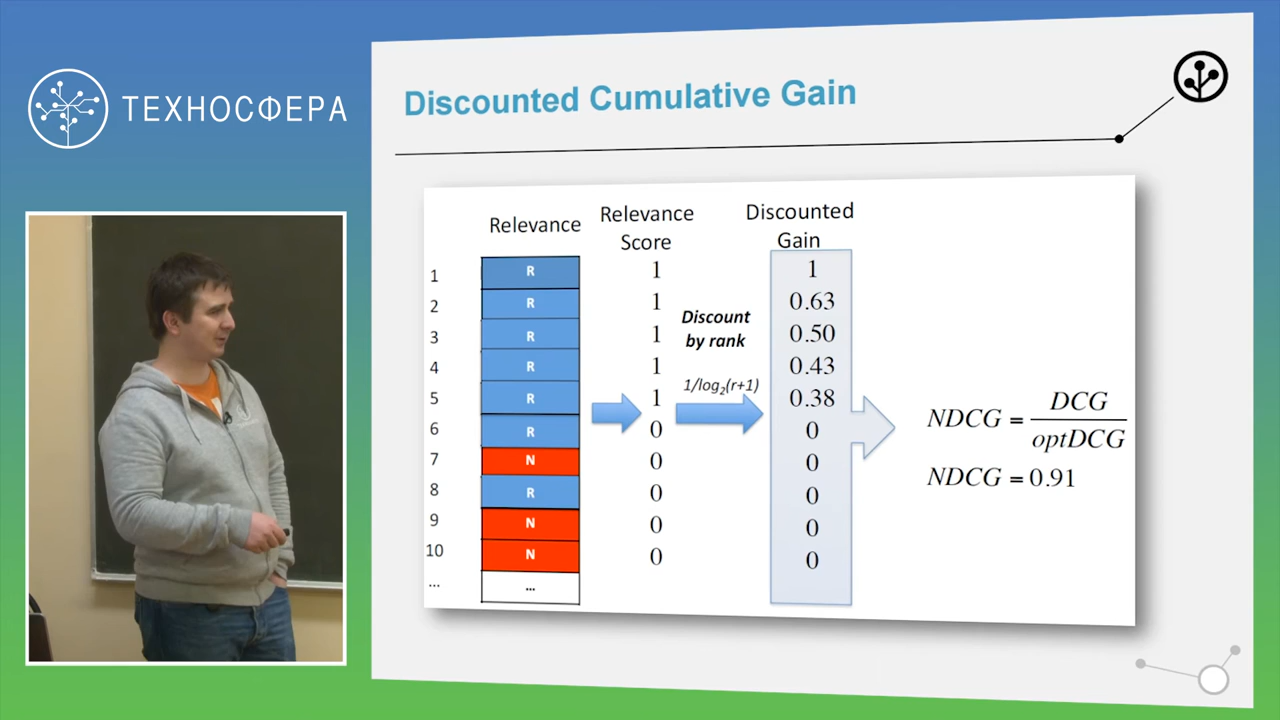 ТЕХНОСФЕРА
Discounted Cumulative Gain
Relevance
Relevance
Score
Discounted
Gain
1 R 1 1
2 R 1 0.63
3 R 1 0.50
4 R 1 0.43
5 R 1 0.38
6 R 0 0
7 N 0 0
8 R 0 0
9 N 0 0
10 N 0 0
... ...
Discount
by rank
1/log₂(r+1)
NDCG = DCG / optDCG
NDCG = 0.91